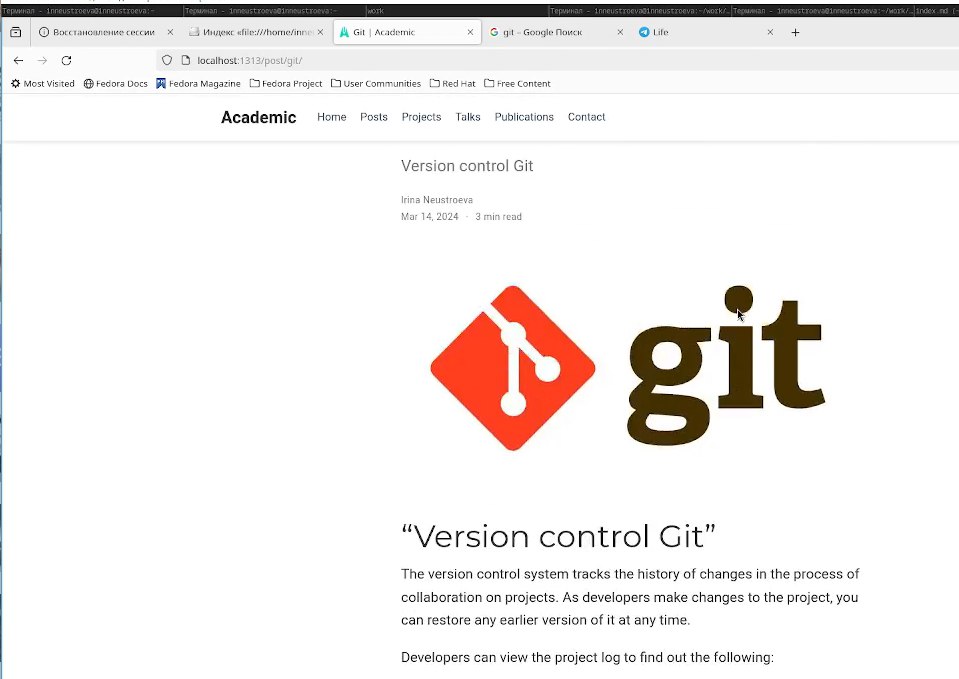 Терминал - inneustroeva@inneustroeva:~ Терминал - inneustroeva@inneustroeva:~ work Терминал - inneustroeva@inneustroeva:~/work/… Терминал - inneustroeva@inneustroeva:~/work/… index.md
Восстановление сессии Индекс «file:///home/inne Git | Academic git – Google Поиск Life
localhost:1313/post/git/
Most Visited Fedora Docs Fedora Magazine Fedora Project User Communities Red Hat Free Content
Academic Home Posts Projects Talks Publications Contact
Version control Git
Irina Neustroeva
Mar 14, 2024 · 3 min read
git
“Version control Git”
The version control system tracks the history of changes in the process of
collaboration on projects. As developers make changes to the project, you
can restore any earlier version of it at any time.
Developers can view the project log to find out the following: